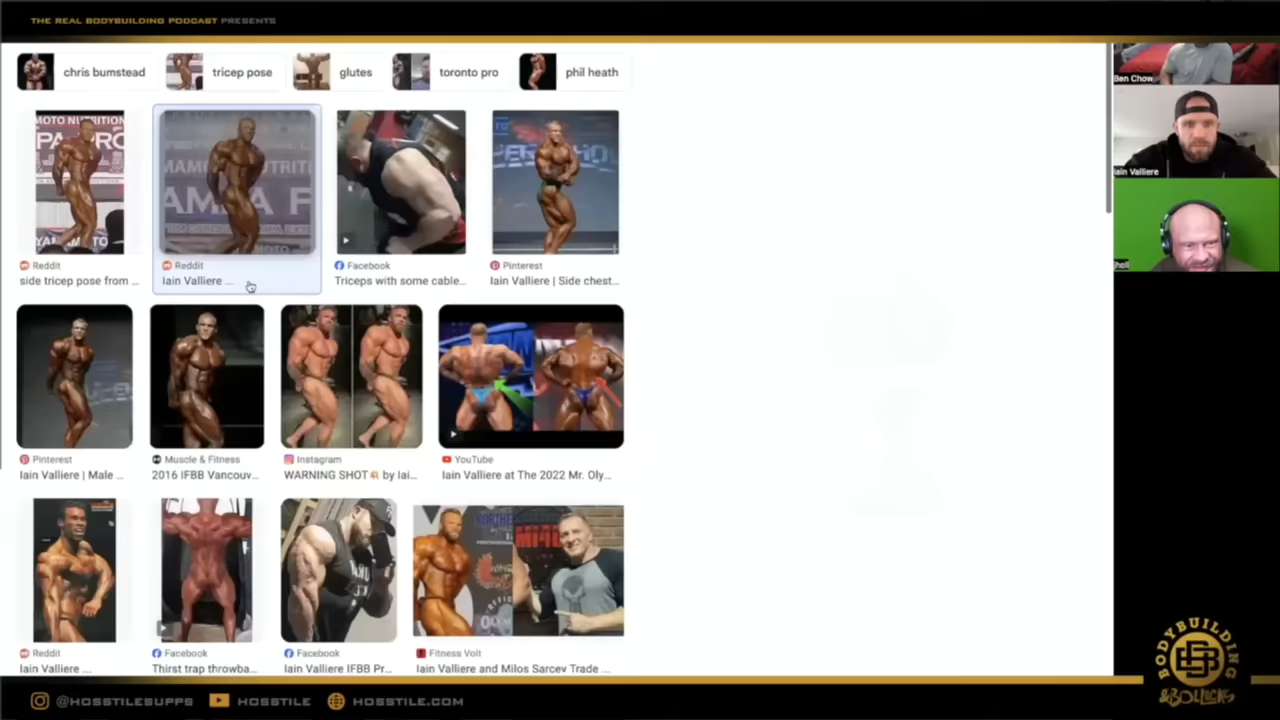 THE REAL BODYBUILDING PODCAST PRESENTS
chris bumstead
tricep pose
glutes
toronto pro
phil heath
Ben Chow
Iain Valliere
MOTO NUTRITION
Reddit
side tricep pose from ...
Reddit
Iain Valliere ...
Facebook
Triceps with some cable...
Pinterest
Iain Valliere | Side chest...
Pinterest
Iain Valliere | Male ...
Muscle & Fitness
2016 IFBB Vancouv...
Instagram
WARNING SHOT💥 by Iai...
YouTube
Iain Valliere at The 2022 Mr. Oly...
Reddit
Iain Valliere ...
Facebook
Thirst trap throwba...
Facebook
Iain Valliere IFBB Pr...
Fitness Volt
Iain Valliere and Milos Sarcev Trade ...
BODYBUILDING
& BOLLOCKS
@HOSSTILESUPPS
HOSSTILE
HOSSTILE.COM